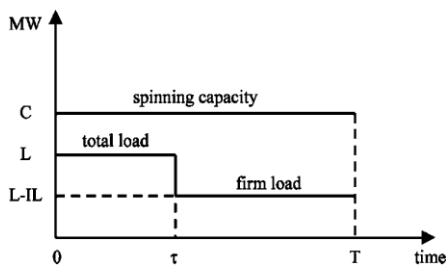 MW
spinning capacity
C
total load
L
firm load
L-IL
0 τ T time